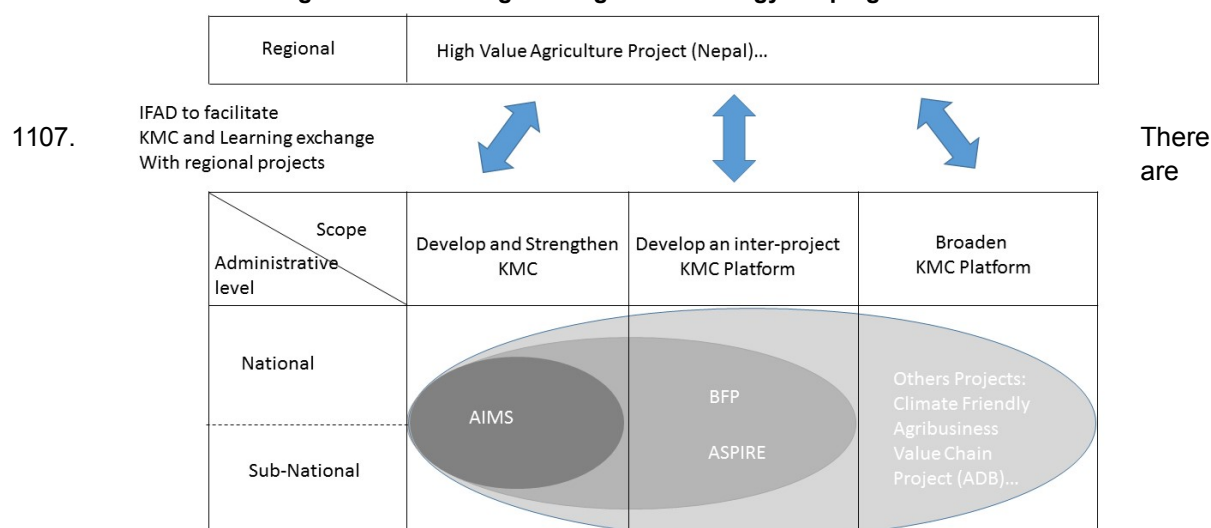 Regional
High Value Agriculture Project (Nepal)...
1107.
IFAD to facilitate
KMC and Learning exchange
With regional projects
There
are
Scope
Administrative
level
Develop and Strengthen
KMC
Develop an inter-project
KMC Platform
Broaden
KMC Platform
National
AIMS
BFP
ASPIRE
Others Projects:
Climate Friendly
Agribusiness
Value Chain
Project (ADB)...
Sub-National